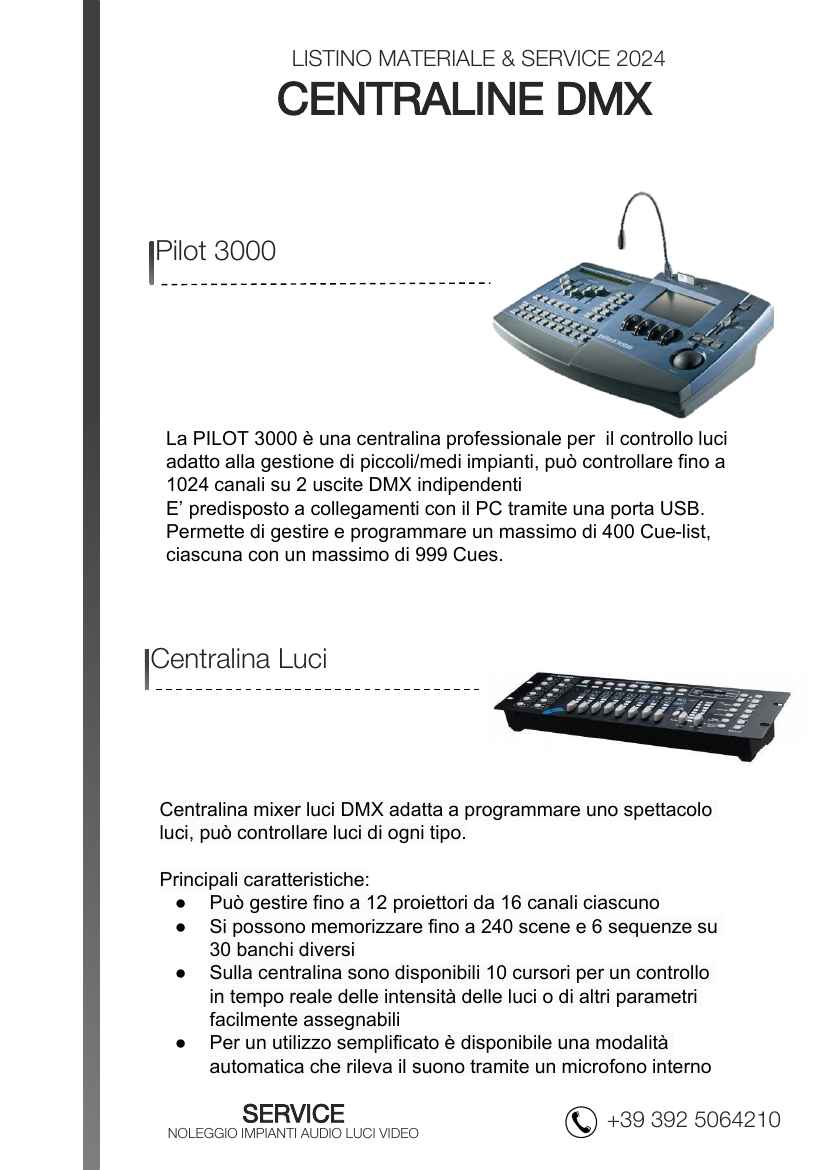 LISTINO MATERIALE & SERVICE 2024
CENTRALINE DMX
Pilot 3000
La PILOT 3000 è una centralina professionale per  il controllo luci
adatto alla gestione di piccoli/medi impianti, può controllare fino a
1024 canali su 2 uscite DMX indipendenti
E’ predisposto a collegamenti con il PC tramite una porta USB.
Permette di gestire e programmare un massimo di 400 Cue-list,
ciascuna con un massimo di 999 Cues.
Centralina Luci
Centralina mixer luci DMX adatta a programmare uno spettacolo
luci, può controllare luci di ogni tipo.
Principali caratteristiche:
● Può gestire fino a 12 proiettori da 16 canali ciascuno
● Si possono memorizzare fino a 240 scene e 6 sequenze su
30 banchi diversi
● Sulla centralina sono disponibili 10 cursori per un controllo
in tempo reale delle intensità delle luci o di altri parametri
facilmente assegnabili
● Per un utilizzo semplificato è disponibile una modalità
automatica che rileva il suono tramite un microfono interno
SERVICE
NOLEGGIO IMPIANTI AUDIO LUCI VIDEO
+39 392 5064210